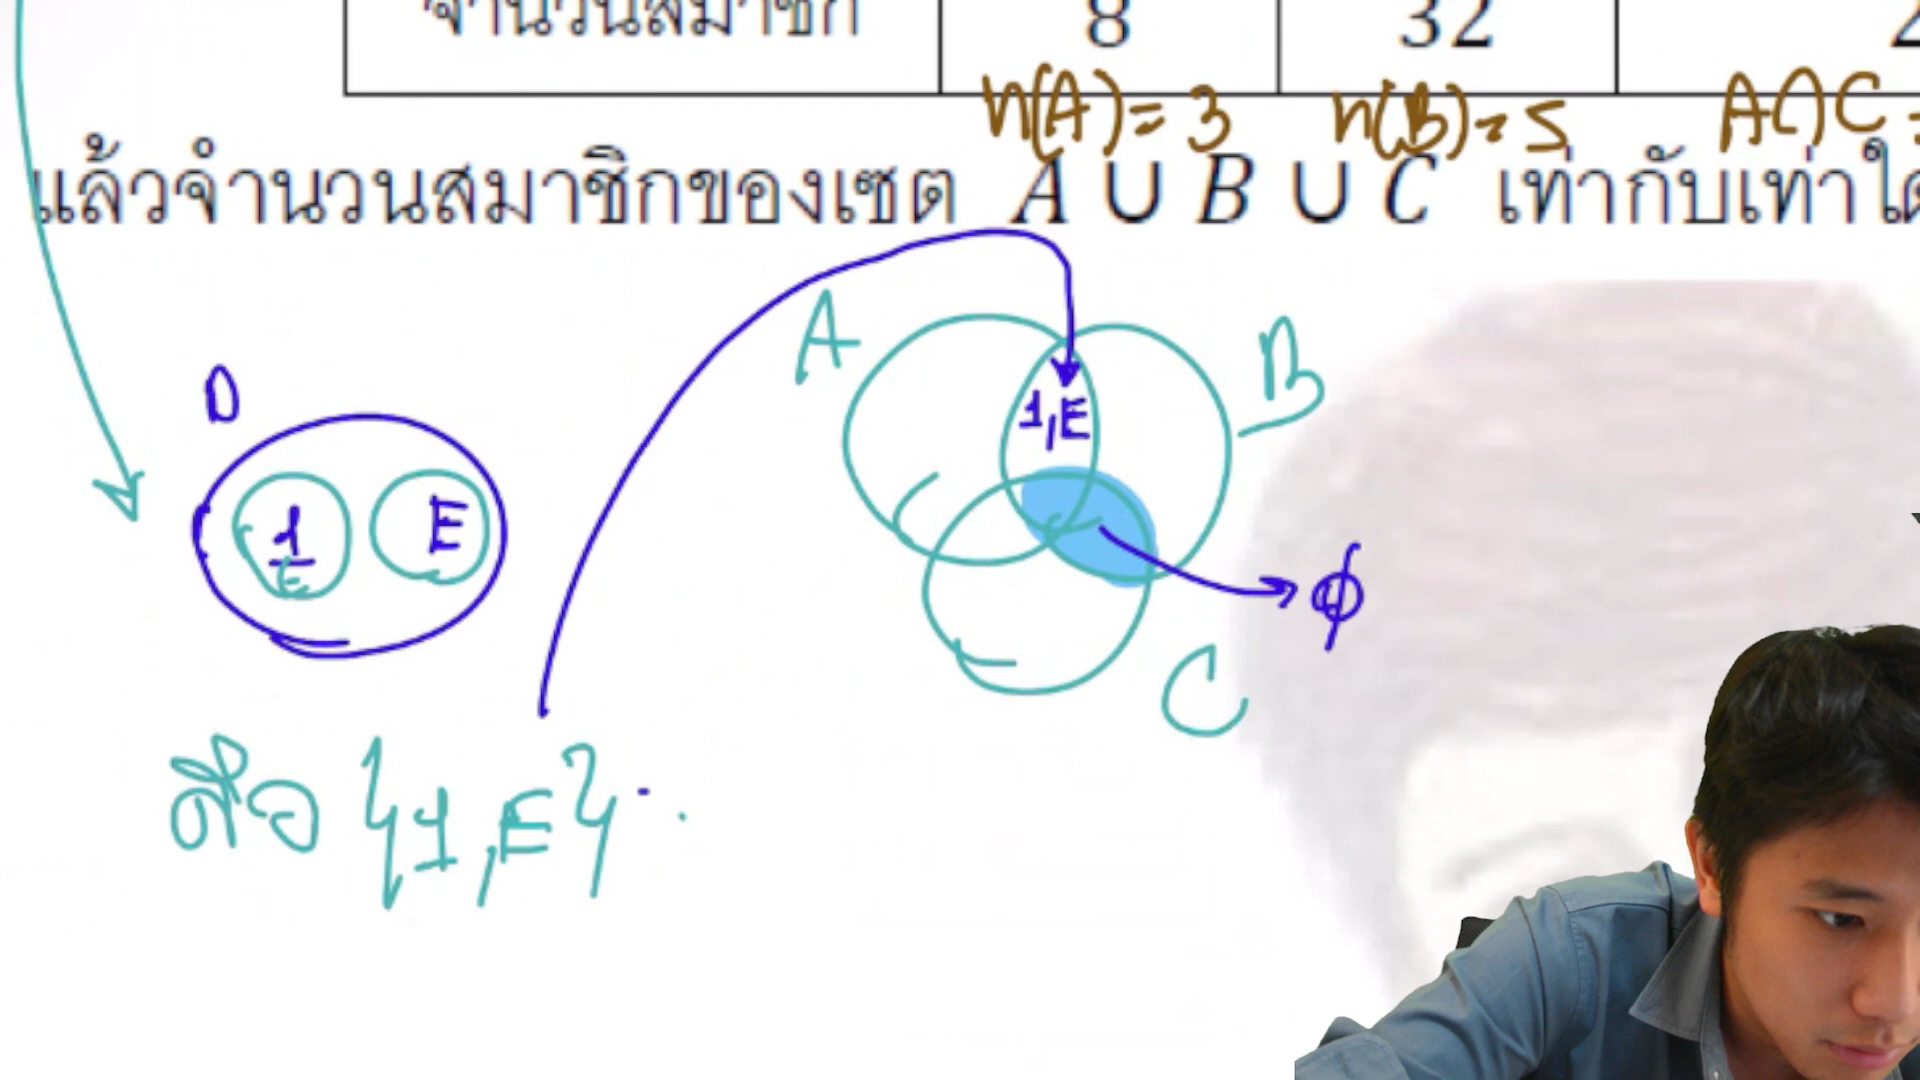 จำนวนสมาชิก 8 32 2
n(A)=3 n(B)=5 A∩C=
แล้วจำนวนสมาชิกของเซต A ∪ B ∪ C เท่ากับเท่าใด
A B
D
1,E
1 E
φ
C
คือ {1,E}